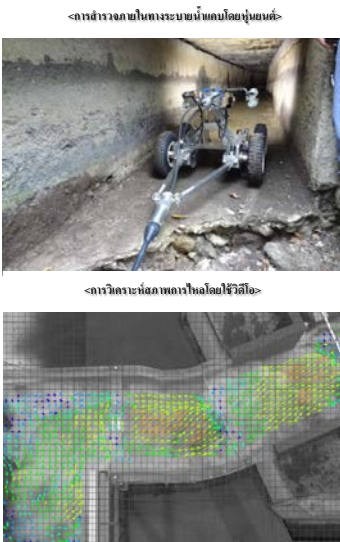 <การสำรวจภายในทางระบายน้ำแคบโดยหุ่นยนต์>
<การวิเคราะห์สภาพการไหลโดยใช้วิดีโอ>